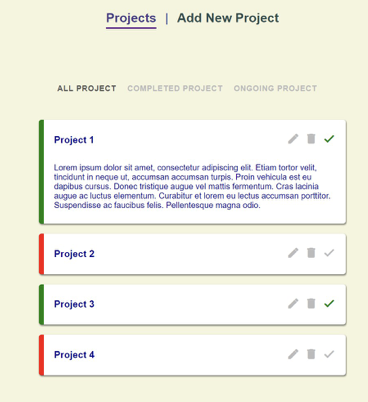 Projects | Add New Project
ALL PROJECT COMPLETED PROJECT ONGOING PROJECT
Project 1
Lorem ipsum dolor sit amet, consectetur adipiscing elit. Etiam tortor velit,
tincidunt in neque ut, accumsan accumsan turpis. Proin vehicula est eu
dapibus cursus. Donec tristique augue vel mattis fermentum. Cras lacinia
augue ac luctus elementum. Curabitur et lorem eu lectus accumsan porttitor.
Suspendisse ac faucibus felis. Pellentesque magna odio.
Project 2
Project 3
Project 4